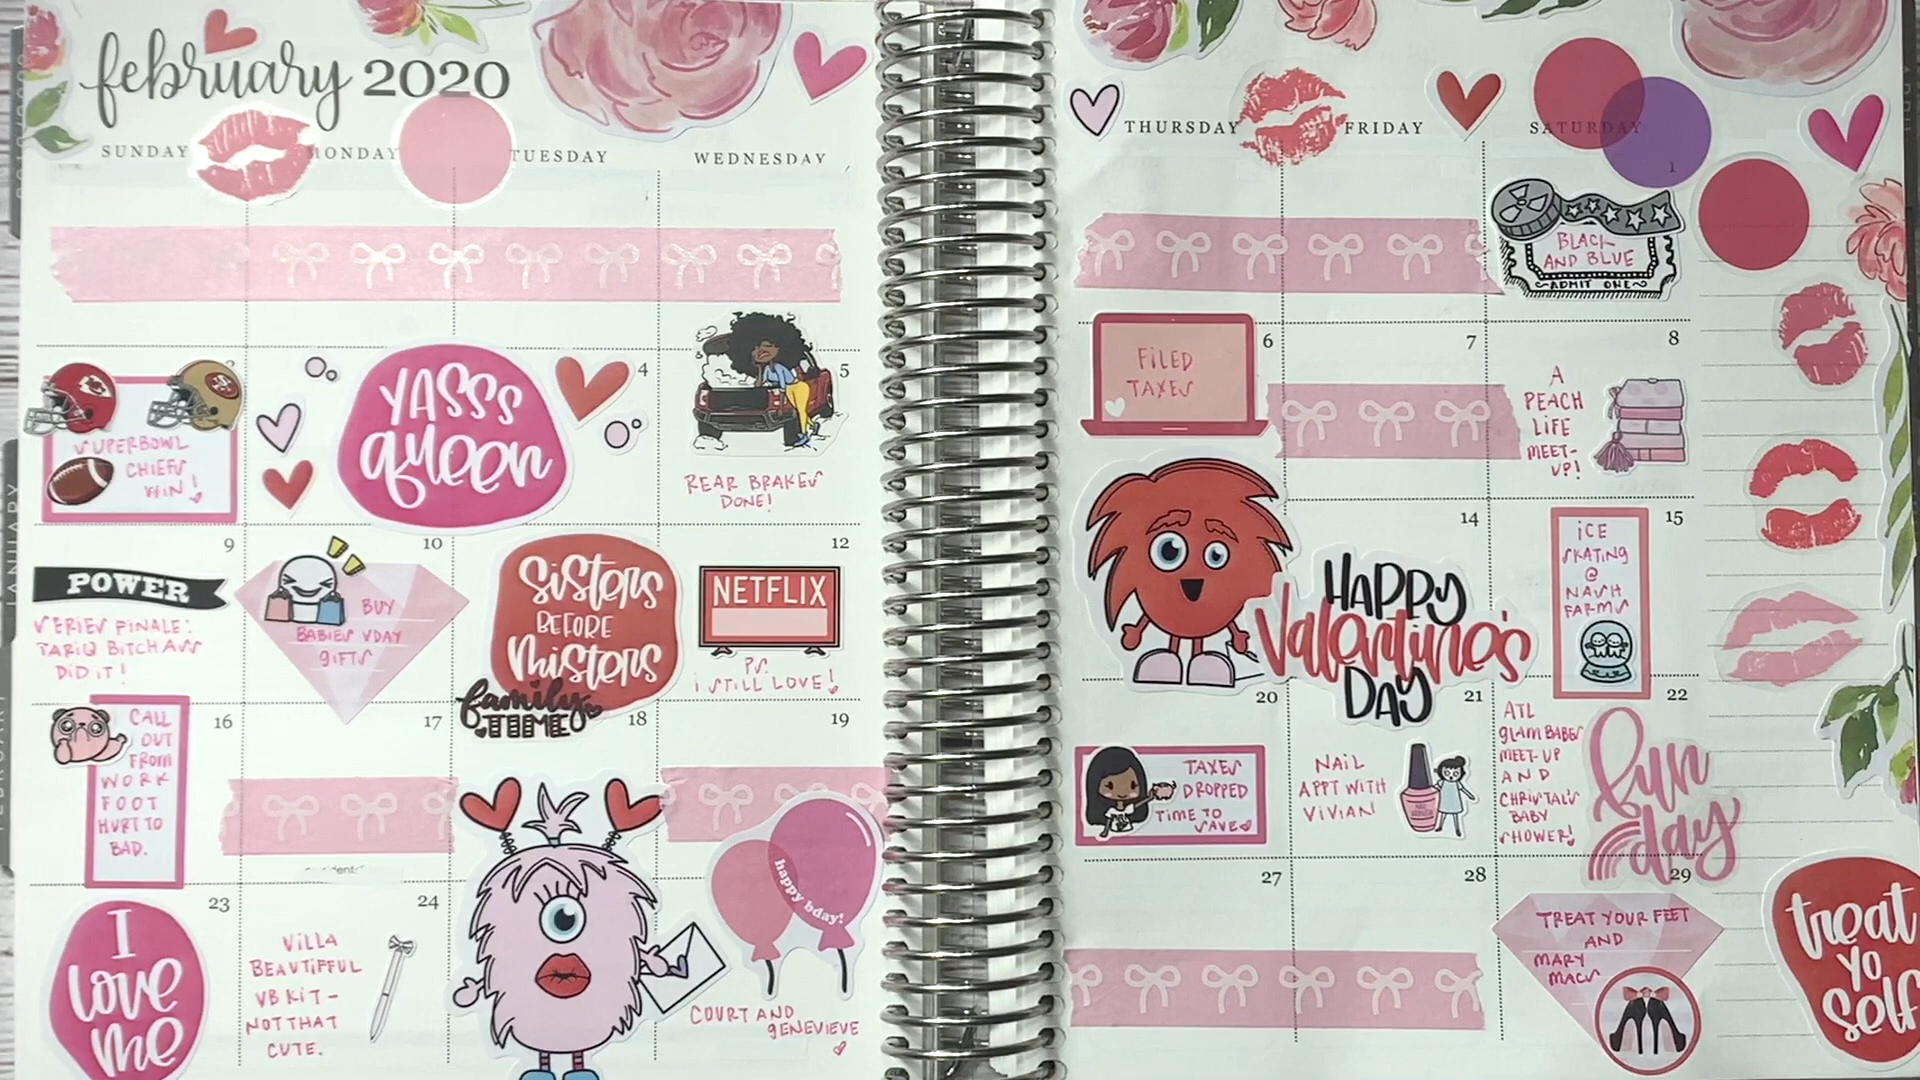 february 2020
SUNDAY
MONDAY
TUESDAY
WEDNESDAY
THURSDAY
FRIDAY
SATURDAY
1
BLACK
AND BLUE
ADMIT ONE
SUPERBOWL
CHIEFS
WIN!
YASSS
queen
4
5
REAR BRAKES
DONE!
6
FILED
TAXES
7
8
A
PEACH
LIFE
MEET-
UP!
9
POWER
SERIES FINALE:
TARIQ BITCHASS
DID IT!
10
BUY
BABIES VDAY
GIFTS
Sisters
BEFORE
Misters
12
NETFLIX
PS.
I STILL LOVE!
14
HAPPY
Valentine's
DAY
15
ICE
SKATING
@
NASH
FARMS
16
CALL
OUT
FROM
WORK
FOOT
HURT TO
BAD.
17
family
TIME
18
19
happy bday!
COURT AND
GENEVIEVE
20
TAXES
DROPPED
TIME TO
SAVE
21
NAIL
APPT WITH
VIVIAN!
22
ATL
GLAM BABES
MEET-UP
AND
CHRISTAL'S
BABY
SHOWER!
fun
day
23
I
love
me
24
VILLA
BEAUTIFFUL
VB KIT-
NOT THAT
CUTE.
27
28
29
TREAT YOUR FEET
AND
MARY
MACS
treat
yo
self
JANUARY
FEBRUARY